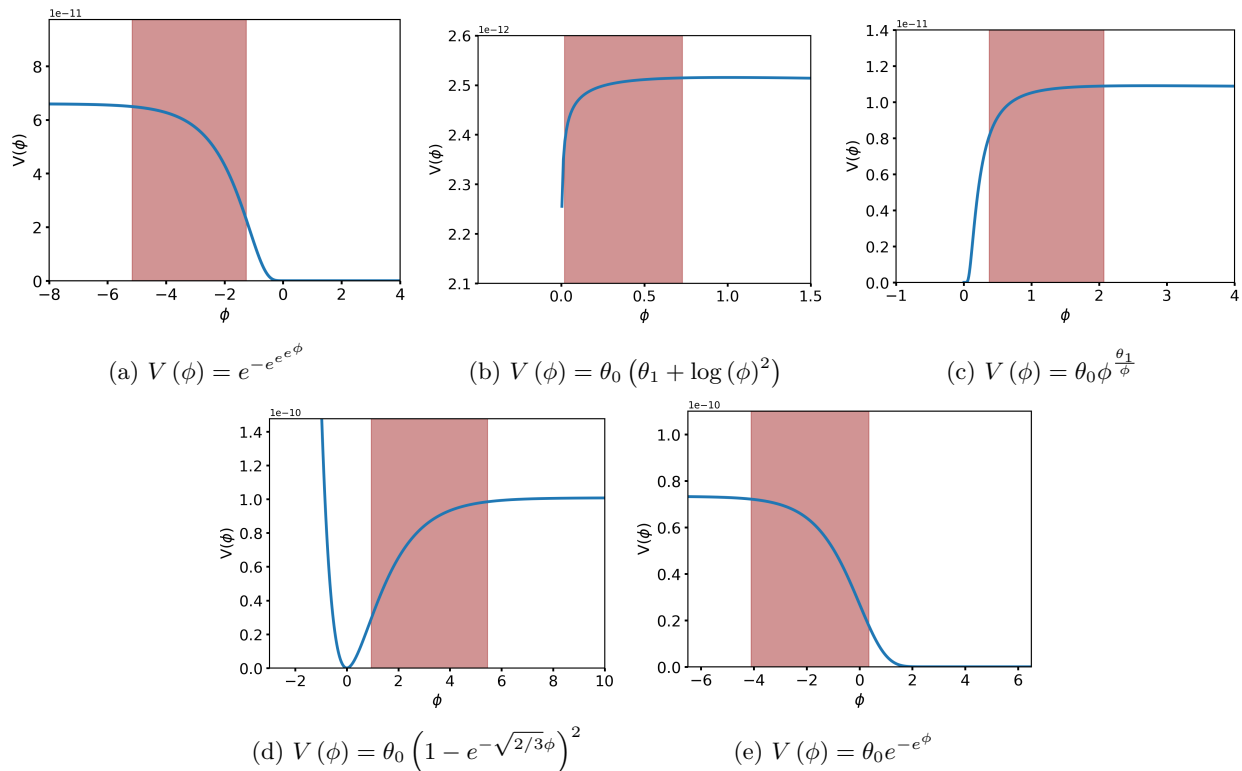 1e−11
8
6
4
2
0
V(ϕ)
−8 −6 −4 −2 0 2 4
ϕ
(a) V (ϕ) = e^{-e^{e^{e^{ϕ}}}}
1e−12
2.6
2.5
2.4
2.3
2.2
2.1
V(ϕ)
0.0 0.5 1.0 1.5
ϕ
(b) V (ϕ) = θ₀ (θ₁ + log (ϕ)²)
1e−11
1.4
1.2
1.0
0.8
0.6
0.4
0.2
0.0
V(ϕ)
−1 0 1 2 3 4
ϕ
(c) V (ϕ) = θ₀ϕ^{\frac{θ₁}{ϕ}}
1e−10
1.4
1.2
1.0
0.8
0.6
0.4
0.2
0.0
V(ϕ)
−2 0 2 4 6 8 10
ϕ
(d) V (ϕ) = θ₀ (1 − e^{−\sqrt{2/3}ϕ})²
1e−10
1.0
0.8
0.6
0.4
0.2
0.0
V(ϕ)
−6 −4 −2 0 2 4 6
ϕ
(e) V (ϕ) = θ₀e^{−e^{ϕ}}